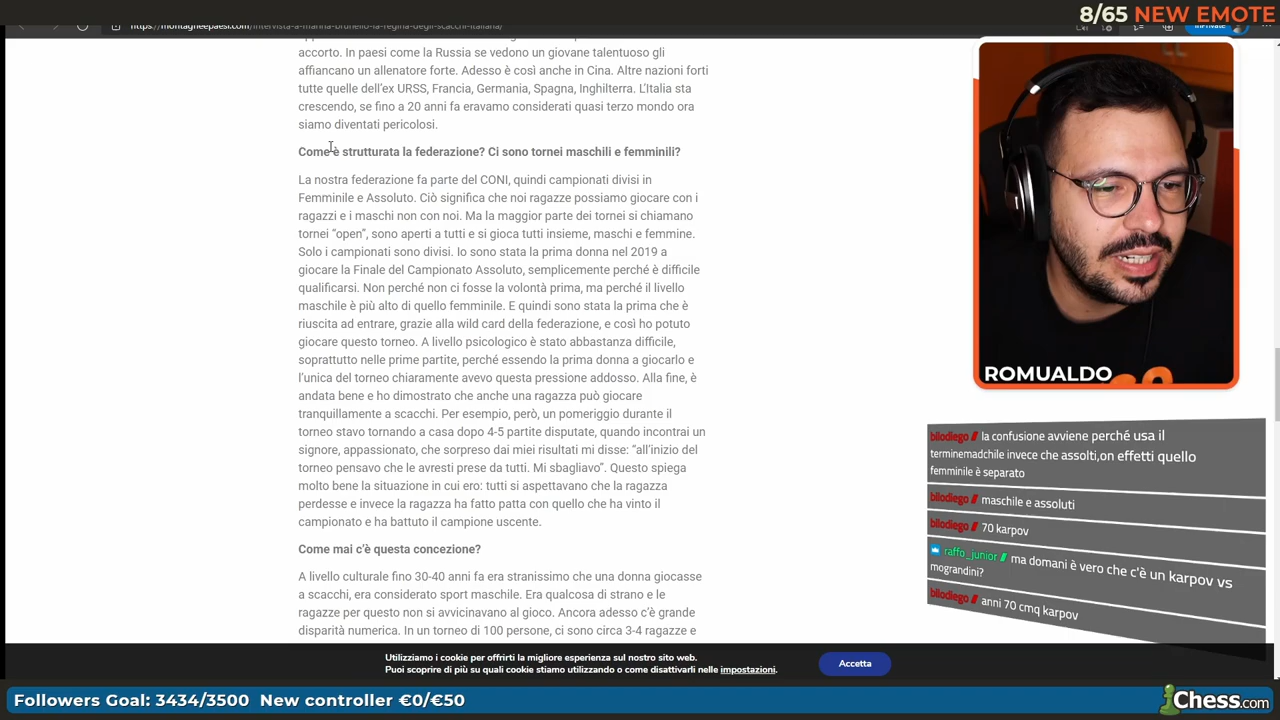 8/65 NEW EMOTE
https://montagneepaesi.com/intervista-a-marina-brunello-la-regina-degli-scacchi-italiana/
InPrivate
accorto. In paesi come la Russia se vedono un giovane talentuoso gli
affiancano un allenatore forte. Adesso è così anche in Cina. Altre nazioni forti
tutte quelle dell'ex URSS, Francia, Germania, Spagna, Inghilterra. L'Italia sta
crescendo, se fino a 20 anni fa eravamo considerati quasi terzo mondo ora
siamo diventati pericolosi.
Come è strutturata la federazione? Ci sono tornei maschili e femminili?
La nostra federazione fa parte del CONI, quindi campionati divisi in
Femminile e Assoluto. Ciò significa che noi ragazze possiamo giocare con i
ragazzi e i maschi non con noi. Ma la maggior parte dei tornei si chiamano
tornei "open", sono aperti a tutti e si gioca tutti insieme, maschi e femmine.
Solo i campionati sono divisi. Io sono stata la prima donna nel 2019 a
giocare la Finale del Campionato Assoluto, semplicemente perché è difficile
qualificarsi. Non perché non ci fosse la volontà prima, ma perché il livello
maschile è più alto di quello femminile. E quindi sono stata la prima che è
riuscita ad entrare, grazie alla wild card della federazione, e così ho potuto
giocare questo torneo. A livello psicologico è stato abbastanza difficile,
soprattutto nelle prime partite, perché essendo la prima donna a giocarlo e
l'unica del torneo chiaramente avevo questa pressione addosso. Alla fine, è
andata bene e ho dimostrato che anche una ragazza può giocare
tranquillamente a scacchi. Per esempio, però, un pomeriggio durante il
torneo stavo tornando a casa dopo 4-5 partite disputate, quando incontrai un
signore, appassionato, che sorpreso dai miei risultati mi disse: "all'inizio del
torneo pensavo che le avresti prese da tutti. Mi sbagliavo". Questo spiega
molto bene la situazione in cui ero: tutti si aspettavano che la ragazza
perdesse e invece la ragazza ha fatto patta con quello che ha vinto il
campionato e ha battuto il campione uscente.
Come mai c'è questa concezione?
A livello culturale fino 30-40 anni fa era stranissimo che una donna giocasse
a scacchi, era considerato sport maschile. Era qualcosa di strano e le
ragazze per questo non si avvicinavano al gioco. Ancora adesso c'è grande
disparità numerica. In un torneo di 100 persone, ci sono circa 3-4 ragazze e
Utilizziamo i cookie per offrirti la migliore esperienza sul nostro sito web.
Puoi scoprire di più su quali cookie stiamo utilizzando o come disattivarli nelle impostazioni.
Accetta
ROMUALDO
bilodiego la confusione avviene perché usa il
terminemadchile invece che assolti,on effetti quello
femminile è separato
bilodiego maschile e assoluti
bilodiego 70 karpov
raffo_junior ma domani è vero che c'è un karpov vs
mograndini?
bilodiego anni 70 cmq karpov
Followers Goal: 3434/3500 New controller €0/€50
Chess.com